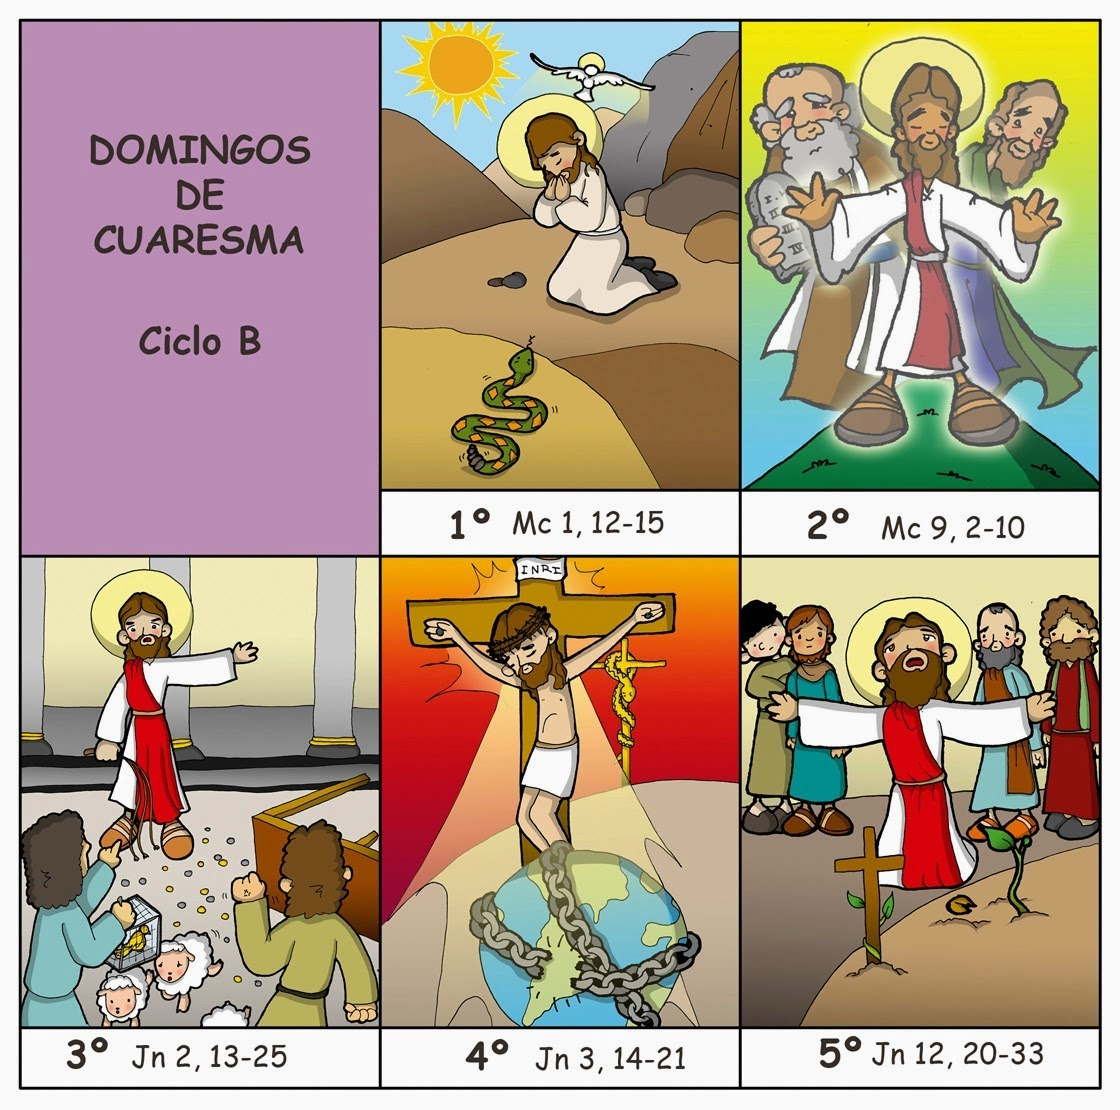 DOMINGOS
DE
CUARESMA
Ciclo B
1º Mc 1, 12-15
2º Mc 9, 2-10
INRI
3º Jn 2, 13-25
4º Jn 3, 14-21
5º Jn 12, 20-33